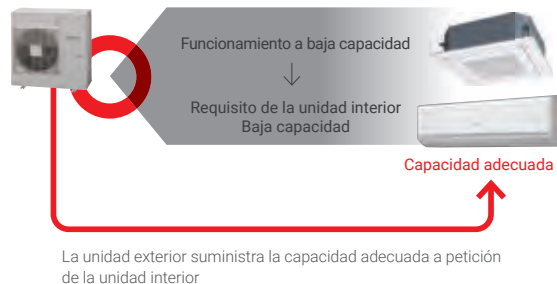 Funcionamiento a baja capacidad
Requisito de la unidad interior
Baja capacidad
Capacidad adecuada
La unidad exterior suministra la capacidad adecuada a petición
de la unidad interior